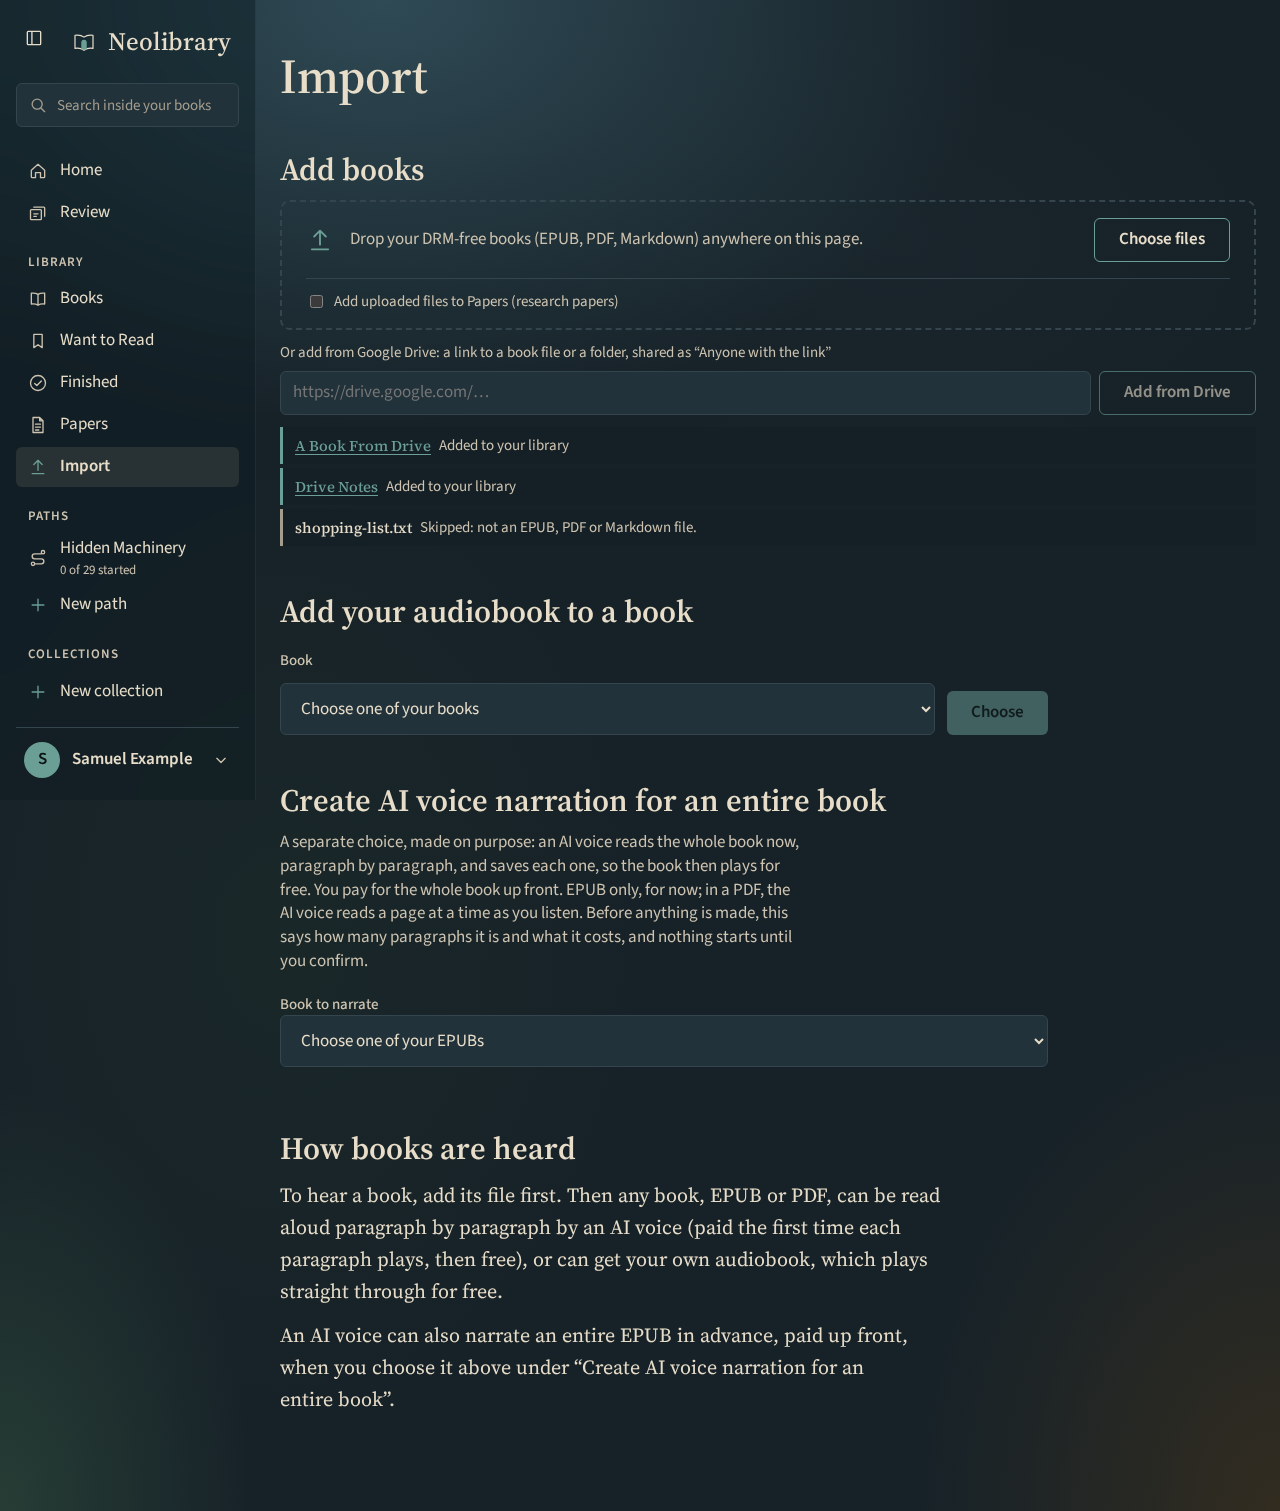 Neolibrary
Search inside your books
Home
Review
LIBRARY
Books
Want to Read
Finished
Papers
Import
PATHS
Hidden Machinery
0 of 29 started
New path
COLLECTIONS
New collection
S
Samuel Example
Import
Add books
Drop your DRM-free books (EPUB, PDF, Markdown) anywhere on this page.
Choose files
Add uploaded files to Papers (research papers)
Or add from Google Drive: a link to a book file or a folder, shared as “Anyone with the link”
https://drive.google.com/…
Add from Drive
A Book From Drive Added to your library
Drive Notes Added to your library
shopping-list.txt Skipped: not an EPUB, PDF or Markdown file.
Add your audiobook to a book
Book
Choose one of your books
Choose
Create AI voice narration for an entire book
A separate choice, made on purpose: an AI voice reads the whole book now,
paragraph by paragraph, and saves each one, so the book then plays for
free. You pay for the whole book up front. EPUB only, for now; in a PDF, the
AI voice reads a page at a time as you listen. Before anything is made, this
says how many paragraphs it is and what it costs, and nothing starts until
you confirm.
Book to narrate
Choose one of your EPUBs
How books are heard
To hear a book, add its file first. Then any book, EPUB or PDF, can be read
aloud paragraph by paragraph by an AI voice (paid the first time each
paragraph plays, then free), or can get your own audiobook, which plays
straight through for free.
An AI voice can also narrate an entire EPUB in advance, paid up front,
when you choose it above under “Create AI voice narration for an
entire book”.